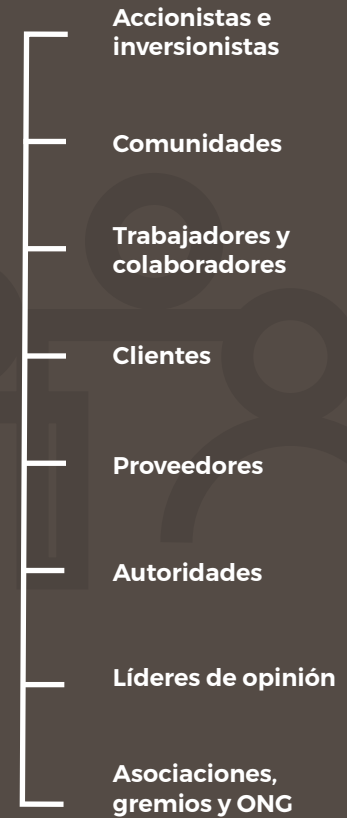 Accionistas e
inversionistas
Comunidades
Trabajadores y
colaboradores
Clientes
Proveedores
Autoridades
Líderes de opinión
Asociaciones,
gremios y ONG